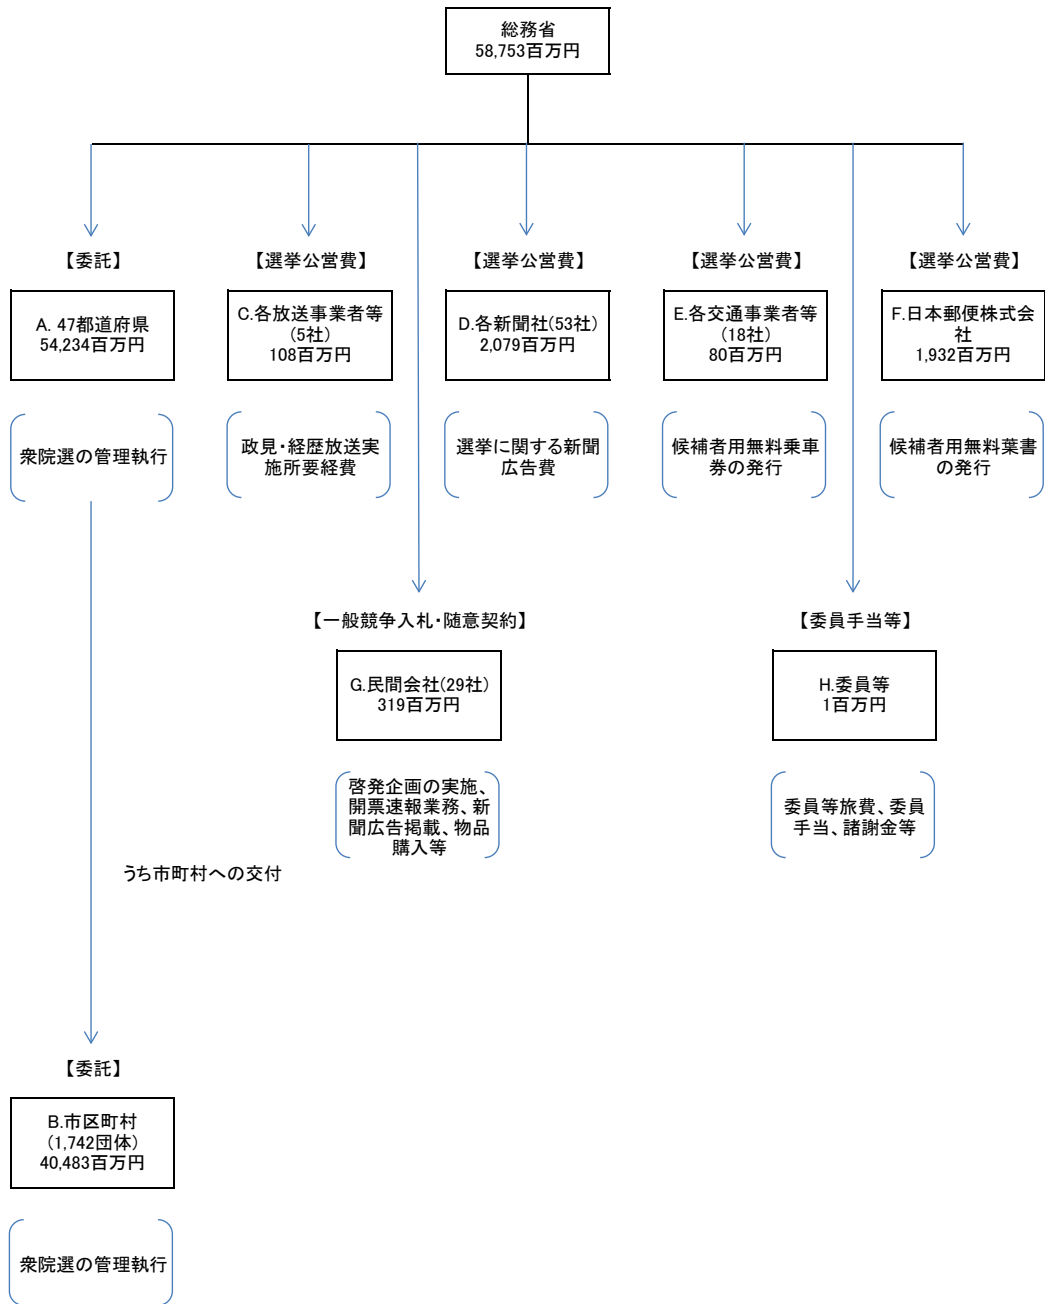 総務省
58,753百万円
【委託】
【選挙公営費】
【選挙公営費】
【選挙公営費】
【選挙公営費】
A. 47都道府県
54,234百万円
C.各放送事業者等
(5社)
108百万円
D.各新聞社(53社)
2,079百万円
E.各交通事業者等
(18社)
80百万円
F.日本郵便株式会
社
1,932百万円
衆院選の管理執行
政見・経歴放送実
施所要経費
選挙に関する新聞
広告費
候補者用無料乗車
券の発行
候補者用無料葉書
の発行
【一般競争入札・随意契約】
【委員手当等】
G.民間会社(29社)
319百万円
H.委員等
1百万円
啓発企画の実施、
開票速報業務、新
聞広告掲載、物品
購入等
委員等旅費、委員
手当、諸謝金等
うち市町村への交付
【委託】
B.市区町村
(1,742団体)
40,483百万円
衆院選の管理執行